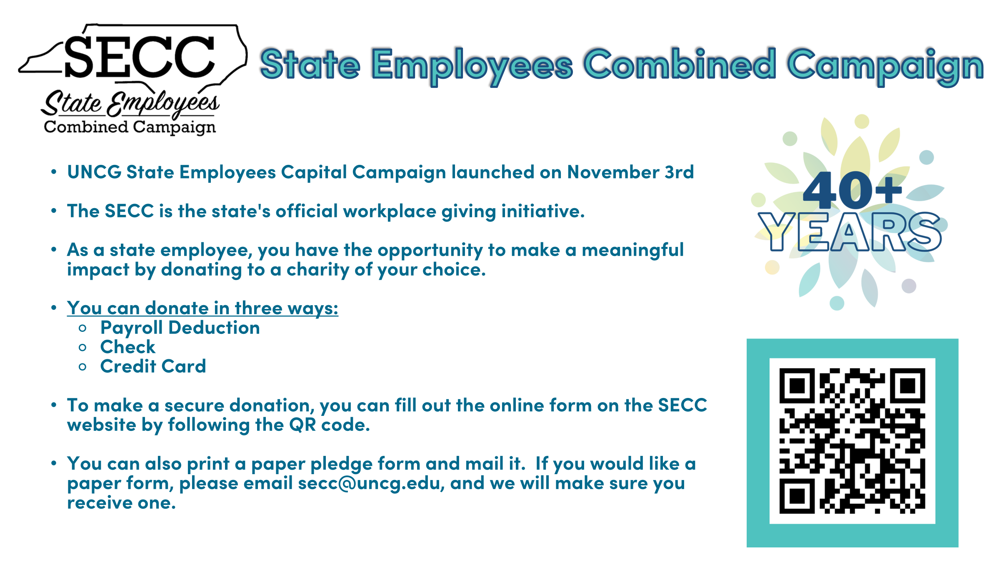 SECC
State Employees
Combined Campaign
State Employees Combined Campaign
40+
YEARS
• UNCG State Employees Capital Campaign launched on November 3rd
• The SECC is the state's official workplace giving initiative.
• As a state employee, you have the opportunity to make a meaningful
impact by donating to a charity of your choice.
• You can donate in three ways:
○ Payroll Deduction
○ Check
○ Credit Card
• To make a secure donation, you can fill out the online form on the SECC
website by following the QR code.
• You can also print a paper pledge form and mail it.  If you would like a
paper form, please email secc@uncg.edu, and we will make sure you
receive one.